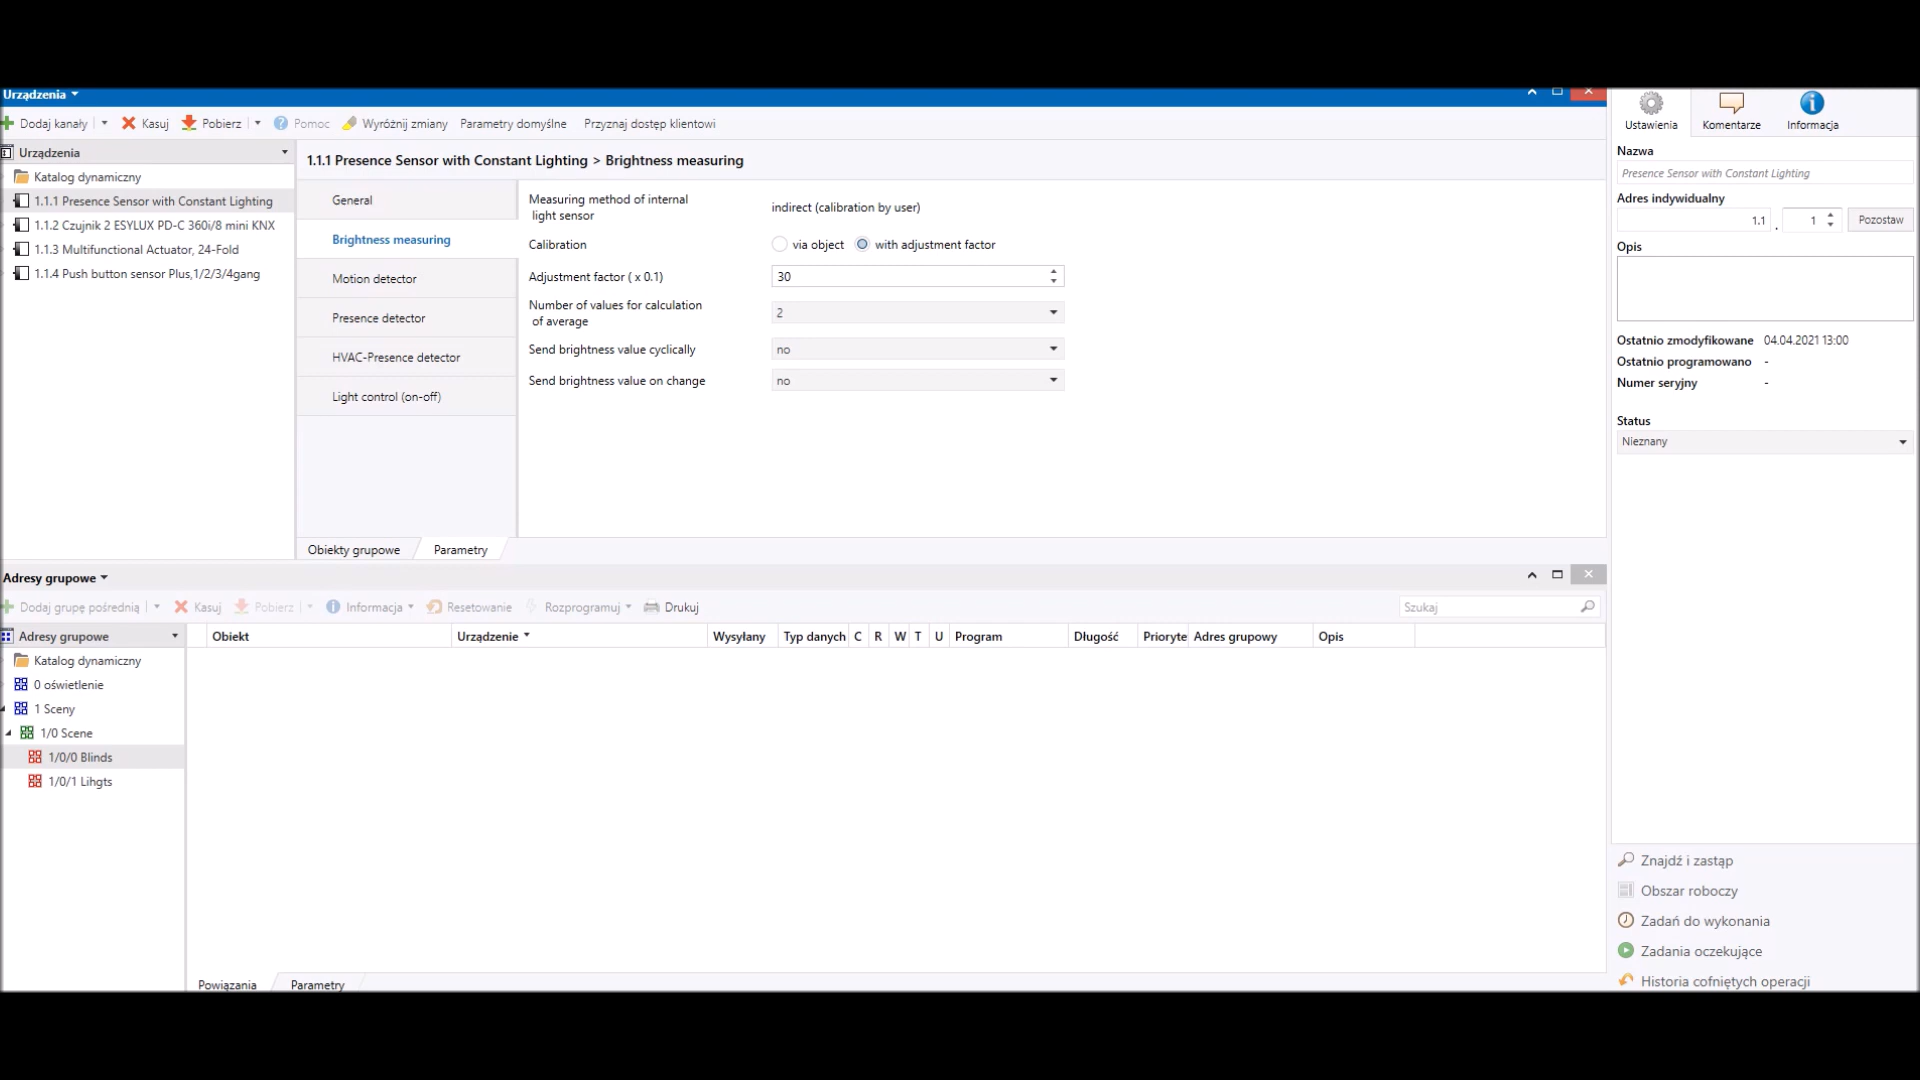 Urządzenia
Dodaj kanały Kasuj Pobierz Pomoc Wyróżnij zmiany Parametry domyślne Przyznaj dostęp klientowi
Urządzenia
Katalog dynamiczny
1.1.1 Presence Sensor with Constant Lighting
1.1.2 Czujnik 2 ESYLUX PD-C 360i/8 mini KNX
1.1.3 Multifunctional Actuator, 24-Fold
1.1.4 Push button sensor Plus,1/2/3/4gang
1.1.1 Presence Sensor with Constant Lighting > Brightness measuring
General
Brightness measuring
Motion detector
Presence detector
HVAC-Presence detector
Light control (on-off)
Measuring method of internal
light sensor
indirect (calibration by user)
Calibration via object with adjustment factor
Adjustment factor ( x 0.1) 30
Number of values for calculation
of average
2
Send brightness value cyclically no
Send brightness value on change no
Obiekty grupowe Parametry
Adresy grupowe
Dodaj grupę pośrednią Kasuj Pobierz Informacja Resetowanie Rozprogramuj Drukuj Szukaj
Adresy grupowe
Katalog dynamiczny
0 oświetlenie
1 Sceny
1/0 Scene
1/0/0 Blinds
1/0/1 Lihgts
Obiekt Urządzenie Wysyłany Typ danych C R W T U Program Długość Prioryte Adres grupowy Opis
Powiązania Parametry
Ustawienia Komentarze Informacja
Nazwa
Presence Sensor with Constant Lighting
Adres indywidualny
1.1 . 1 Pozostaw
Opis
Ostatnio zmodyfikowane 04.04.2021 13:00
Ostatnio programowano -
Numer seryjny -
Status
Nieznany
Znajdź i zastąp
Obszar roboczy
Zadań do wykonania
Zadania oczekujące
Historia cofniętych operacji